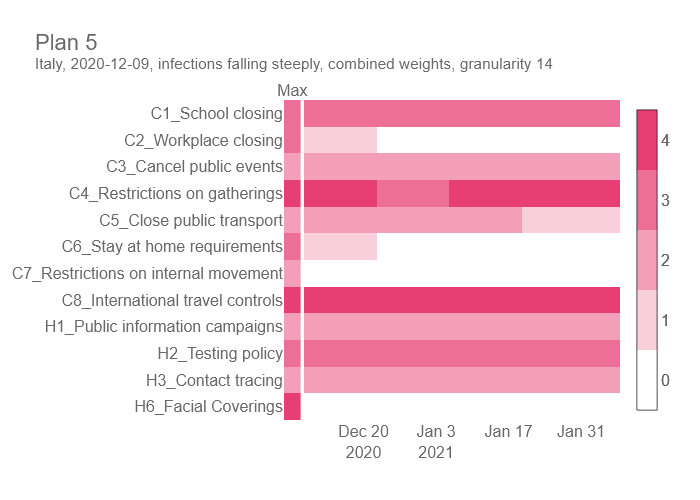 Plan 5
Italy, 2020-12-09, infections falling steeply, combined weights, granularity 14
Max
C1_School closing
C2_Workplace closing
C3_Cancel public events
C4_Restrictions on gatherings
C5_Close public transport
C6_Stay at home requirements
C7_Restrictions on internal movement
C8_International travel controls
H1_Public information campaigns
H2_Testing policy
H3_Contact tracing
H6_Facial Coverings
4
3
2
1
0
Dec 20 Jan 3 Jan 17 Jan 31
2020 2021